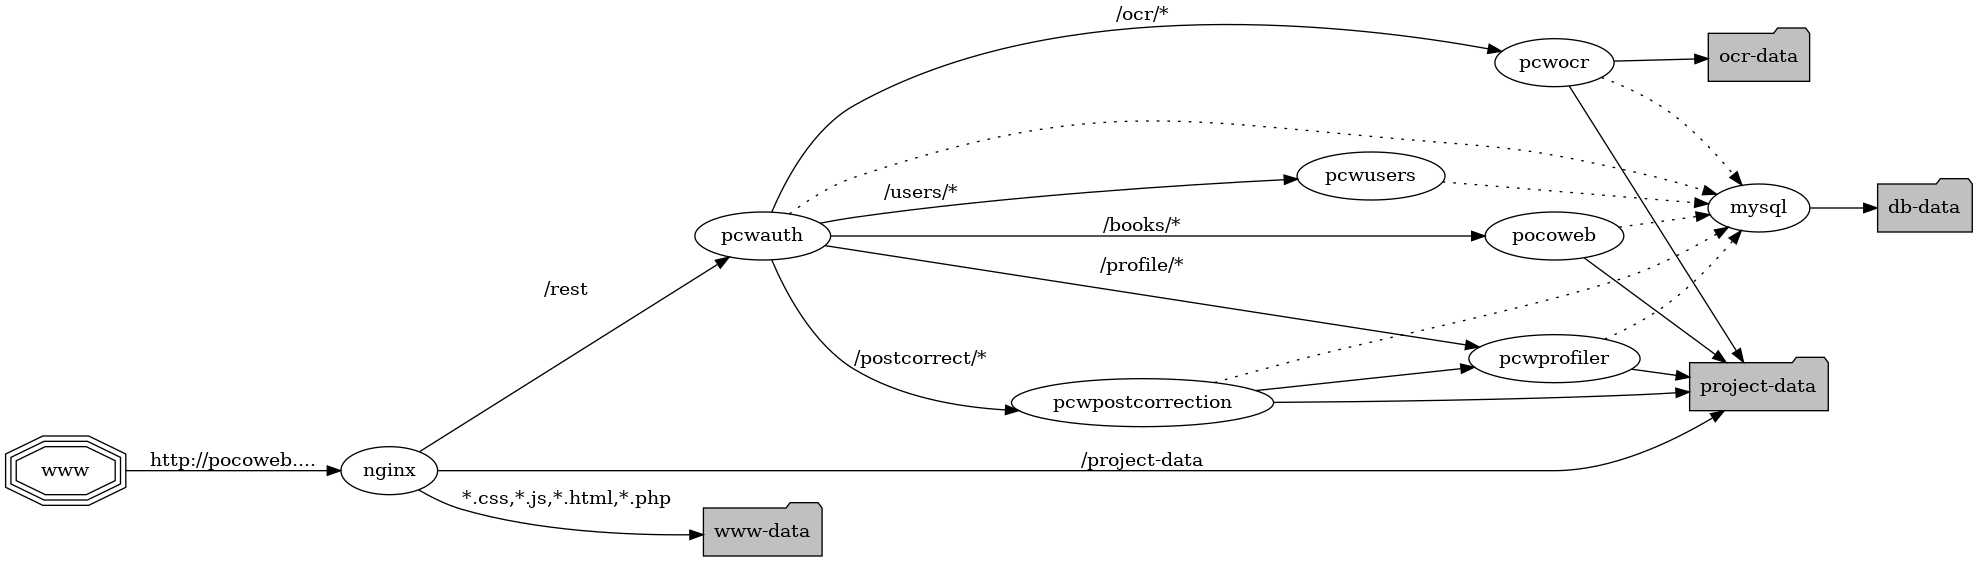 /ocr/*
pcwocr
ocr-data
/users/*
pcwusers
pcwauth
/books/*
pocoweb
mysql
db-data
/profile/*
/rest
/postcorrect/*
pcwprofiler
pcwpostcorrection
project-data
www
http://pocoweb....
nginx
/project-data
*.css,*.js,*.html,*.php
www-data